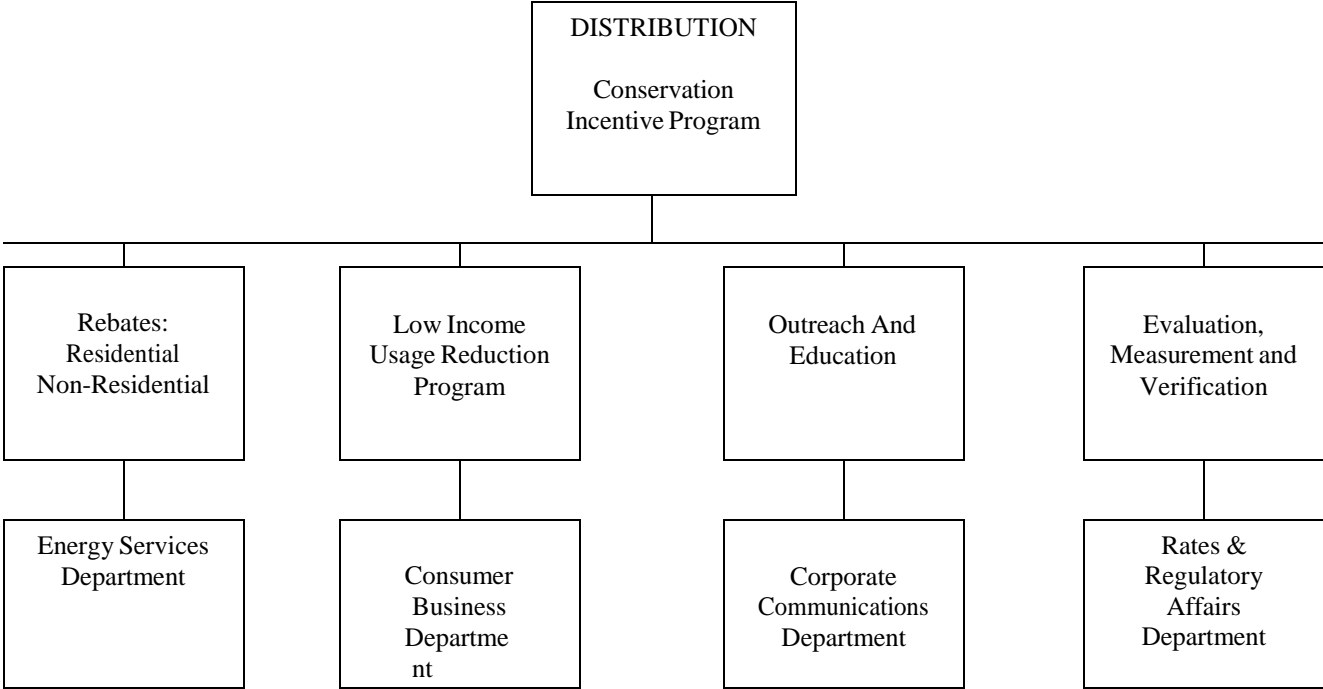 DISTRIBUTION
Conservation
Incentive Program
Rebates:
Residential
Non-Residential
Low Income
Usage Reduction
Program
Outreach And
Education
Evaluation,
Measurement and
Verification
Energy Services
Department
Consumer
Business
Departme
nt
Corporate
Communications
Department
Rates &
Regulatory
Affairs
Department